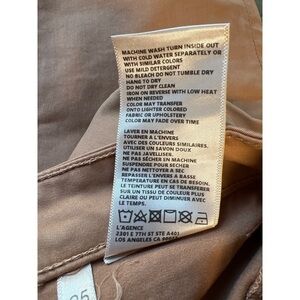 MACHINE WASH TURN INSIDE OUT
WITH COLD WATER SEPARATELY OR
WITH SIMILAR COLORS
USE MILD DETERGENT
NO BLEACH DO NOT TUMBLE DRY
HANG TO DRY
DO NOT DRY CLEAN
IRON ON REVERSE WITH LOW HEAT
WHEN NEEDED
COLOR MAY TRANSFER
ONTO LIGHTER COLORED
FABRIC OR UPHOLSTERY
COLOR MAY FADE OVER TIME
LAVER EN MACHINE
TOURNER A L'ENVERS
AVEC DES COULEURS SIMILAIRES.
UTILISANT UN DETERGENT DOUX.
NE PAS JAVELLISER.
NE PAS SÉCHER EN MACHINE
SUSPENDRE POUR SECHER
NE PAS NETTOYER A SEC
REPASSER L'ENVERS A BASSE
TEMPERATURE EN CAS DE BESOIN.
LE TEINTURE PEUT SE TRANSFERER
SUR UN TISSU PLUS CLAIR
CLAIRE OU PEUT DIMINUER AVEC
LE TEMPS.
L'AGENCE
2301 E 7TH ST STE A401
LOS ANGELES CA